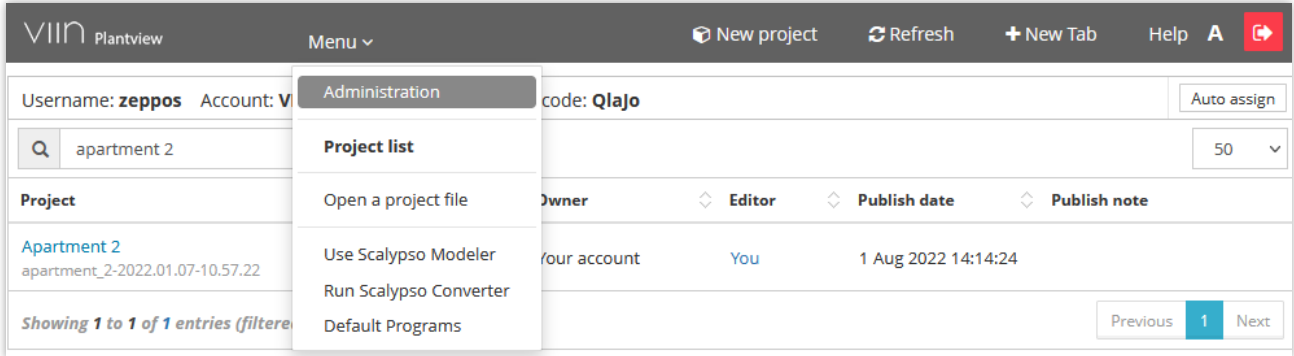 VIIN Plantview Menu New project Refresh New Tab Help A
Administration
Username: zeppos Account: code: QlaJo Auto assign
apartment 2 50
Project list
Project Owner Editor Publish date Publish note
Open a project file
Apartment 2
apartment_2-2022.01.07-10.57.22 Your account You 1 Aug 2022 14:14:24
Use Scalypso Modeler
Run Scalypso Converter
Showing 1 to 1 of 1 entries Previous 1 Next
Default Programs